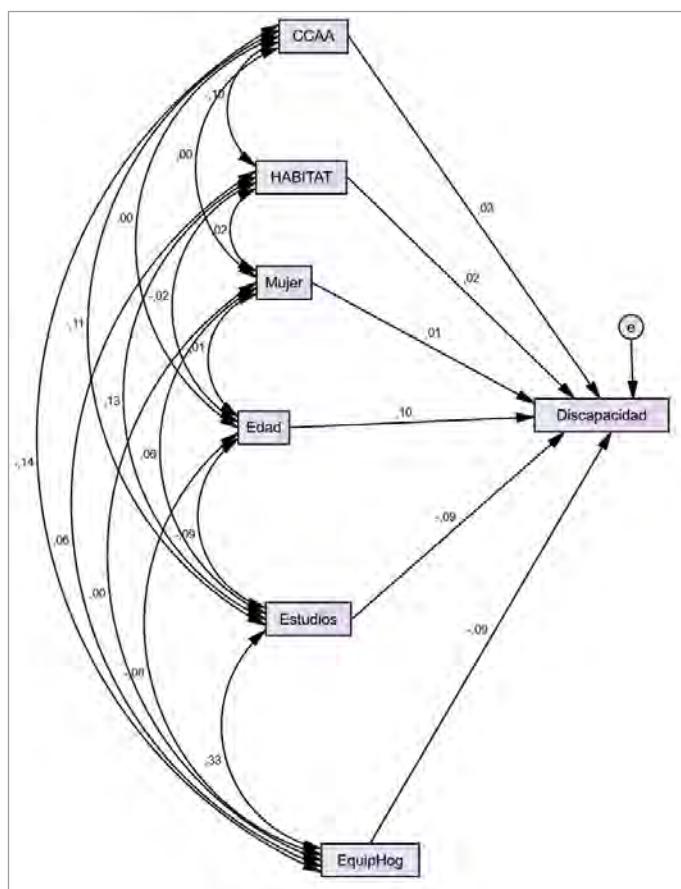 CCAA
-,10
,00
HABITAT
,03
,00
,02
,02
Mujer
-,02
-,11
,01
,01
e
Discapacidad
,13
Edad
,10
-,14
,09
-,09
-,09
,06
,00
Estudios
-,09
-,08
,33
EquipHog